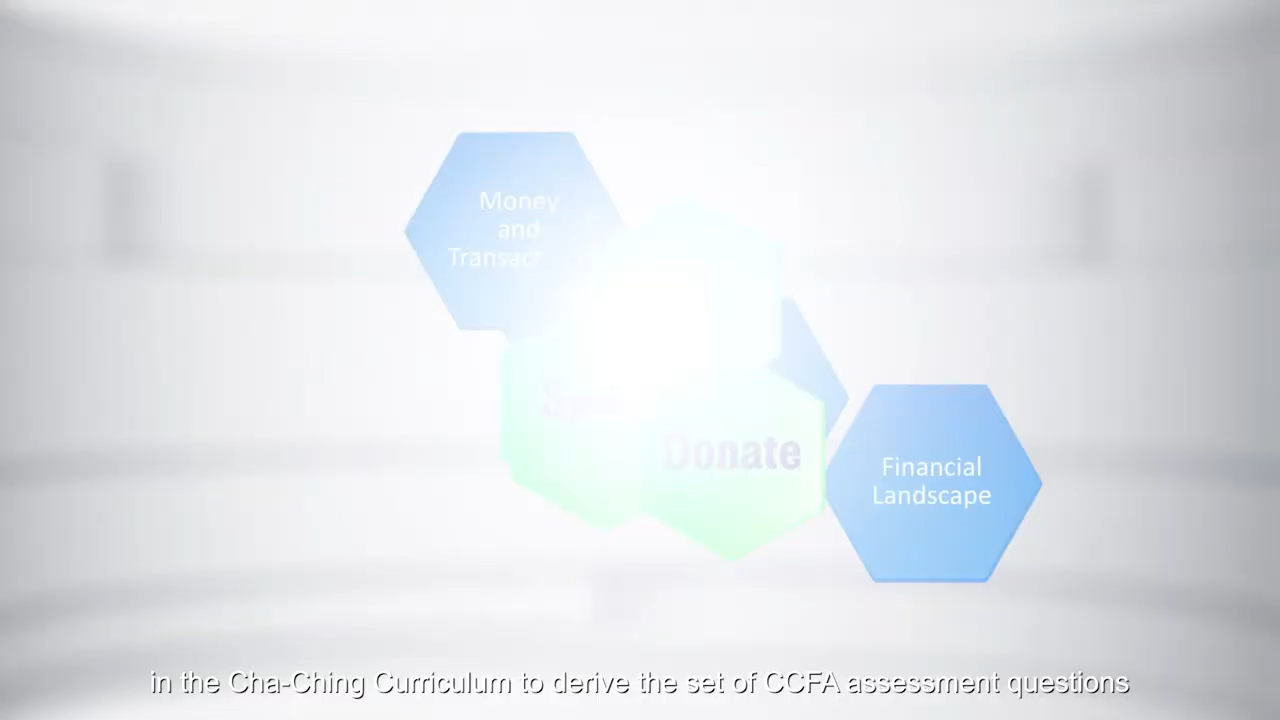 Money
and
Donate
Financial
Landscape
in the Cha-Ching Curriculum to derive the set of CCFA assessment questions